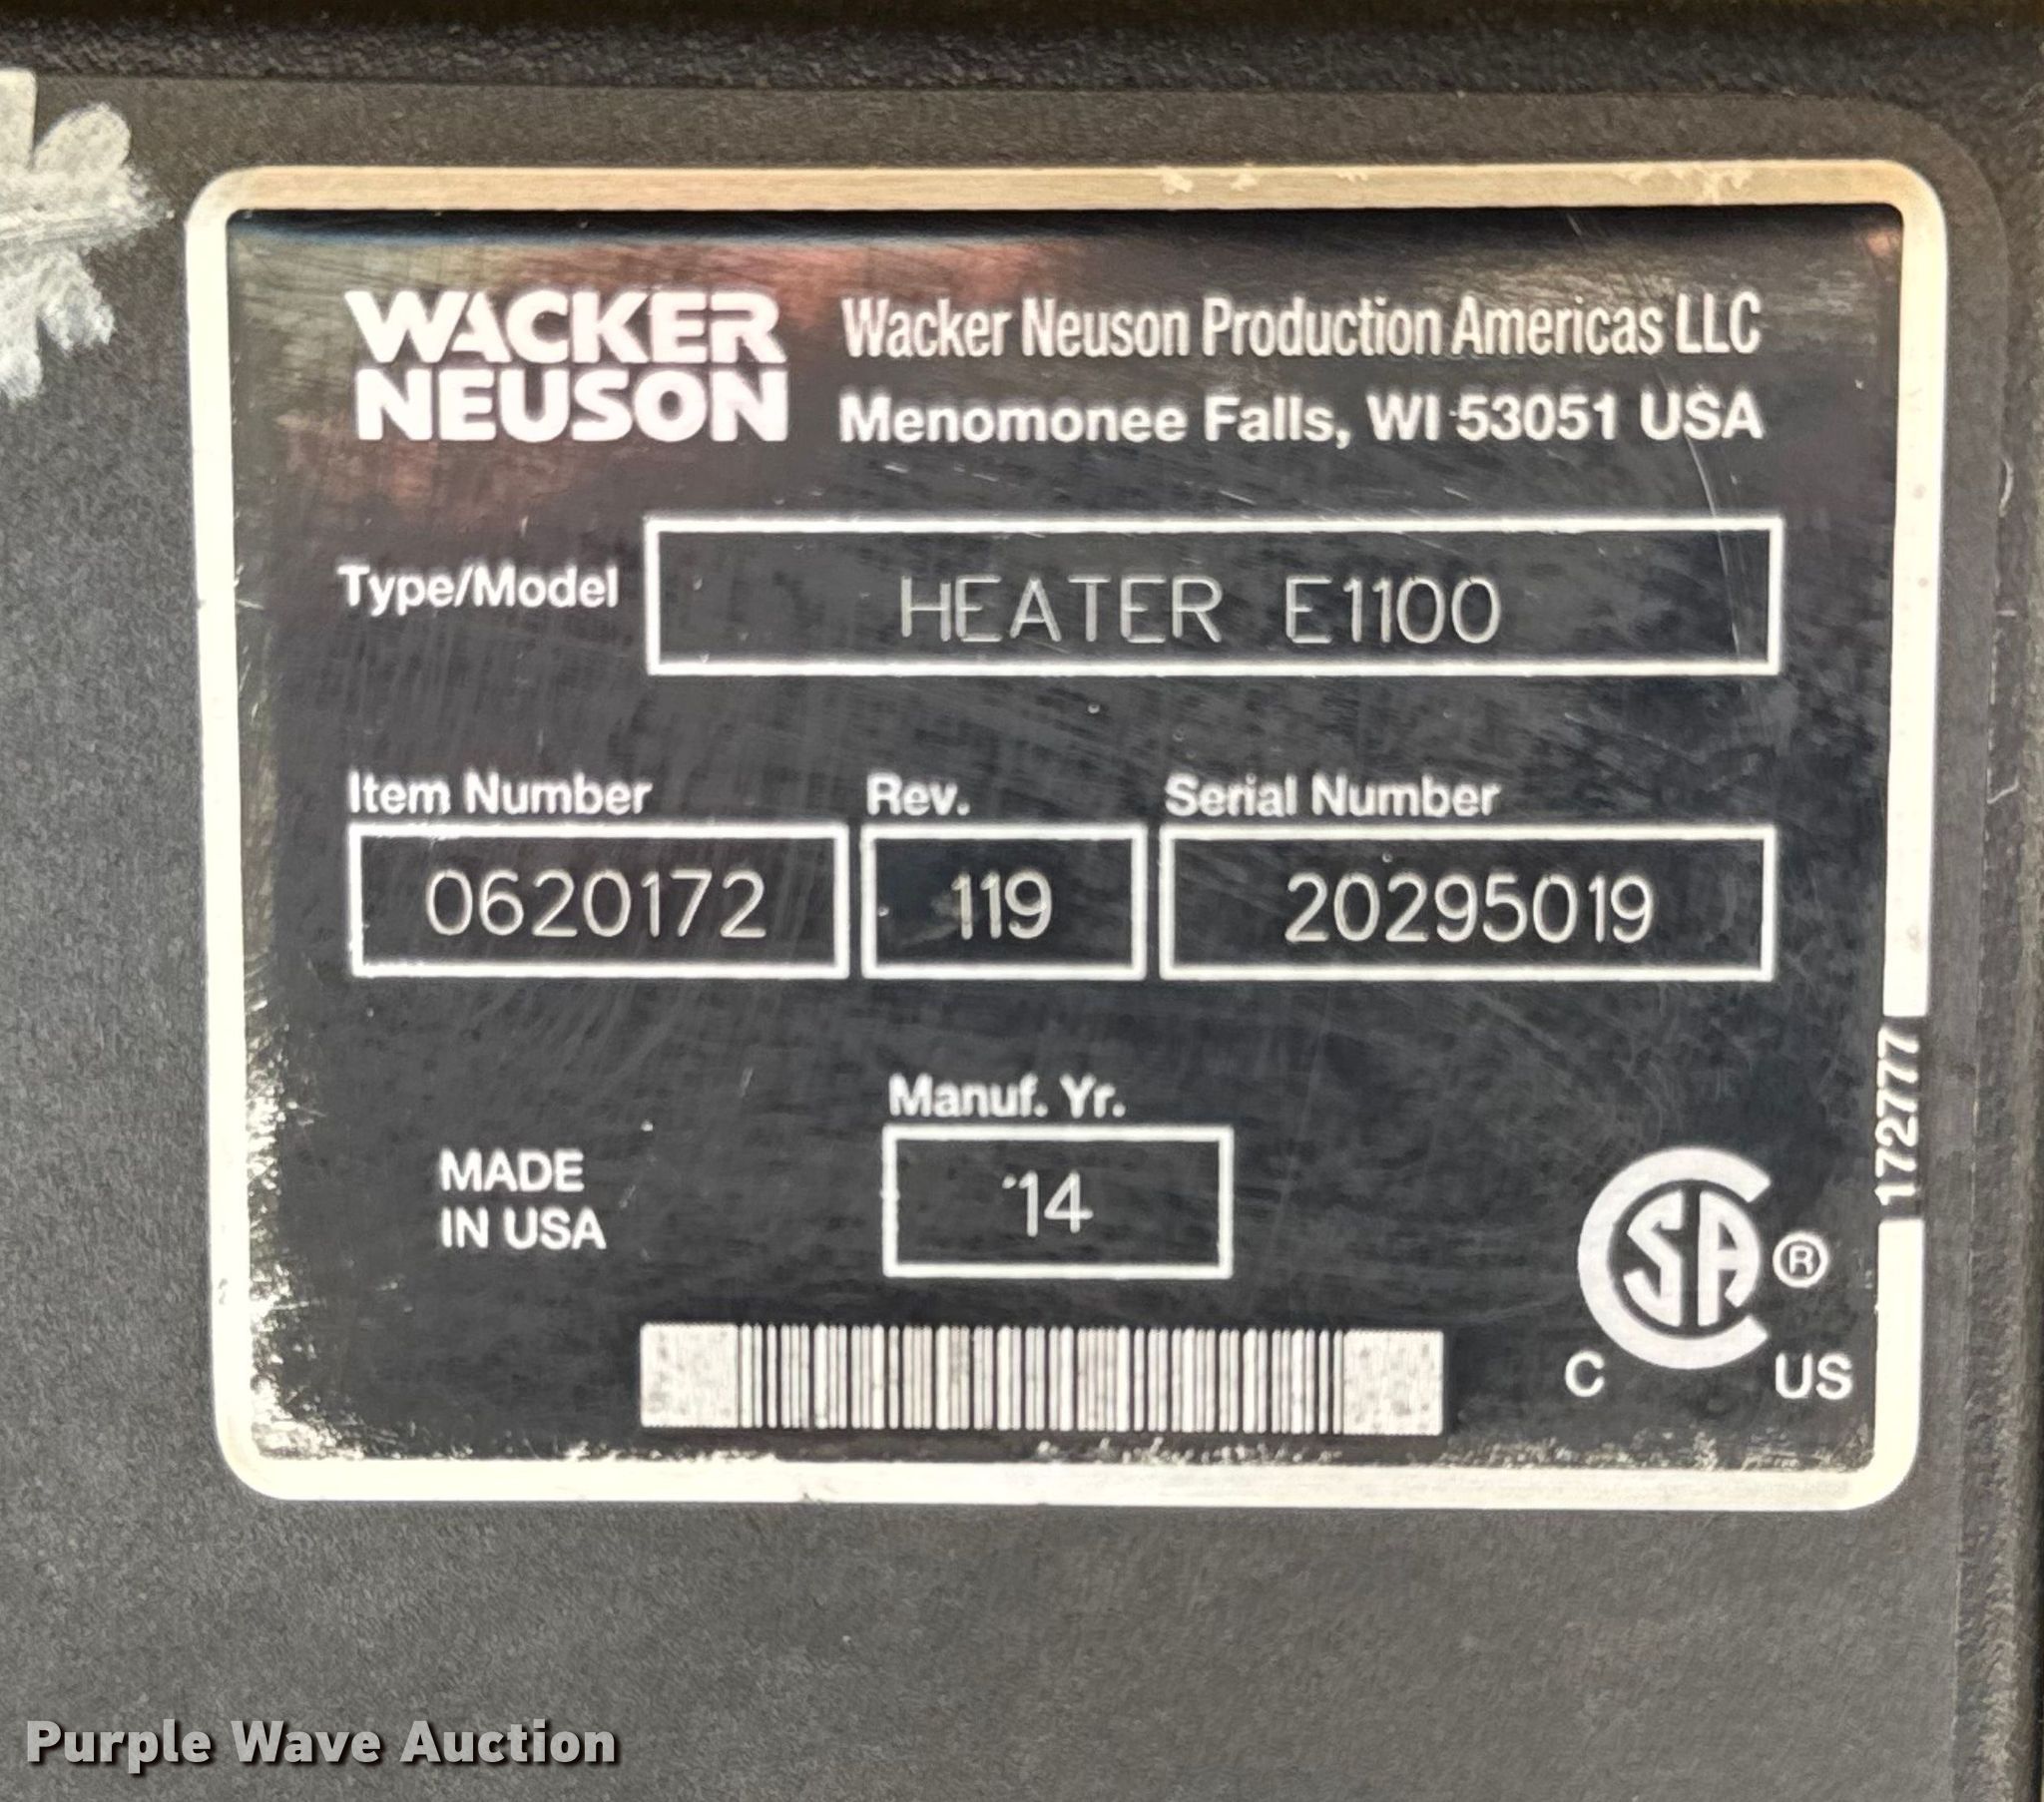 WACKER
NEUSON
Wacker Neuson Production Americas LLC
Menomonee Falls, WI 53051 USA
Type/Model
HEATER E1100
Item Number
Rev.
Serial Number
0620172
119
20295019
Manuf. Yr.
'14
MADE
IN USA
172777
SA ®
C US
Purple Wave Auction